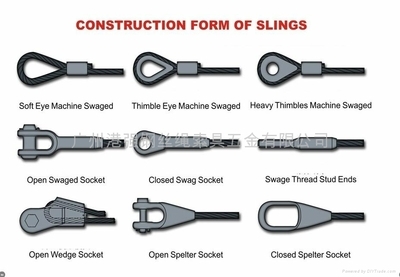 CONSTRUCTION FORM OF SLINGS
Soft Eye Machine Swaged
Thimble Eye Machine Swaged
Heavy Thimbles Machine Swaged
广州港强钢丝绳索具五金有限公司
Open Swaged Socket
Closed Swag Socket
Swage Thread Stud Ends
Open Wedge Socket
Open Spelter Socket
Closed Spelter Socket